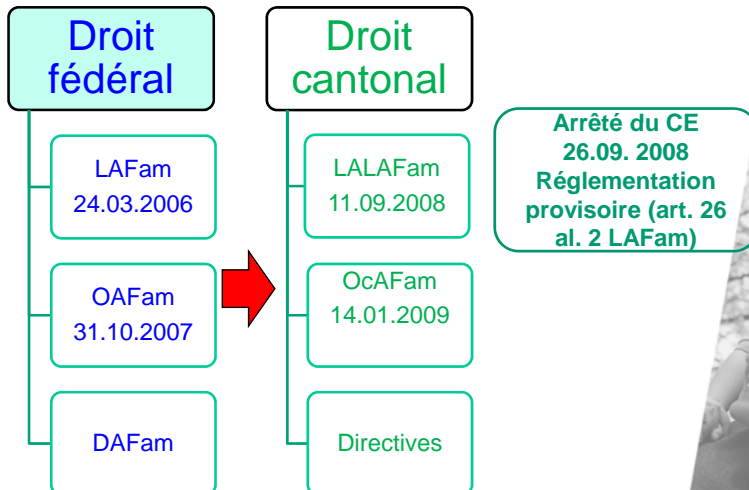 Droit
fédéral
LAFam
24.03.2006
OAFam
31.10.2007
DAFam
Droit
cantonal
LALAFam
11.09.2008
OcAFam
14.01.2009
Directives
Arrêté du CE
26.09. 2008
Réglementation
provisoire (art. 26
al. 2 LAFam)